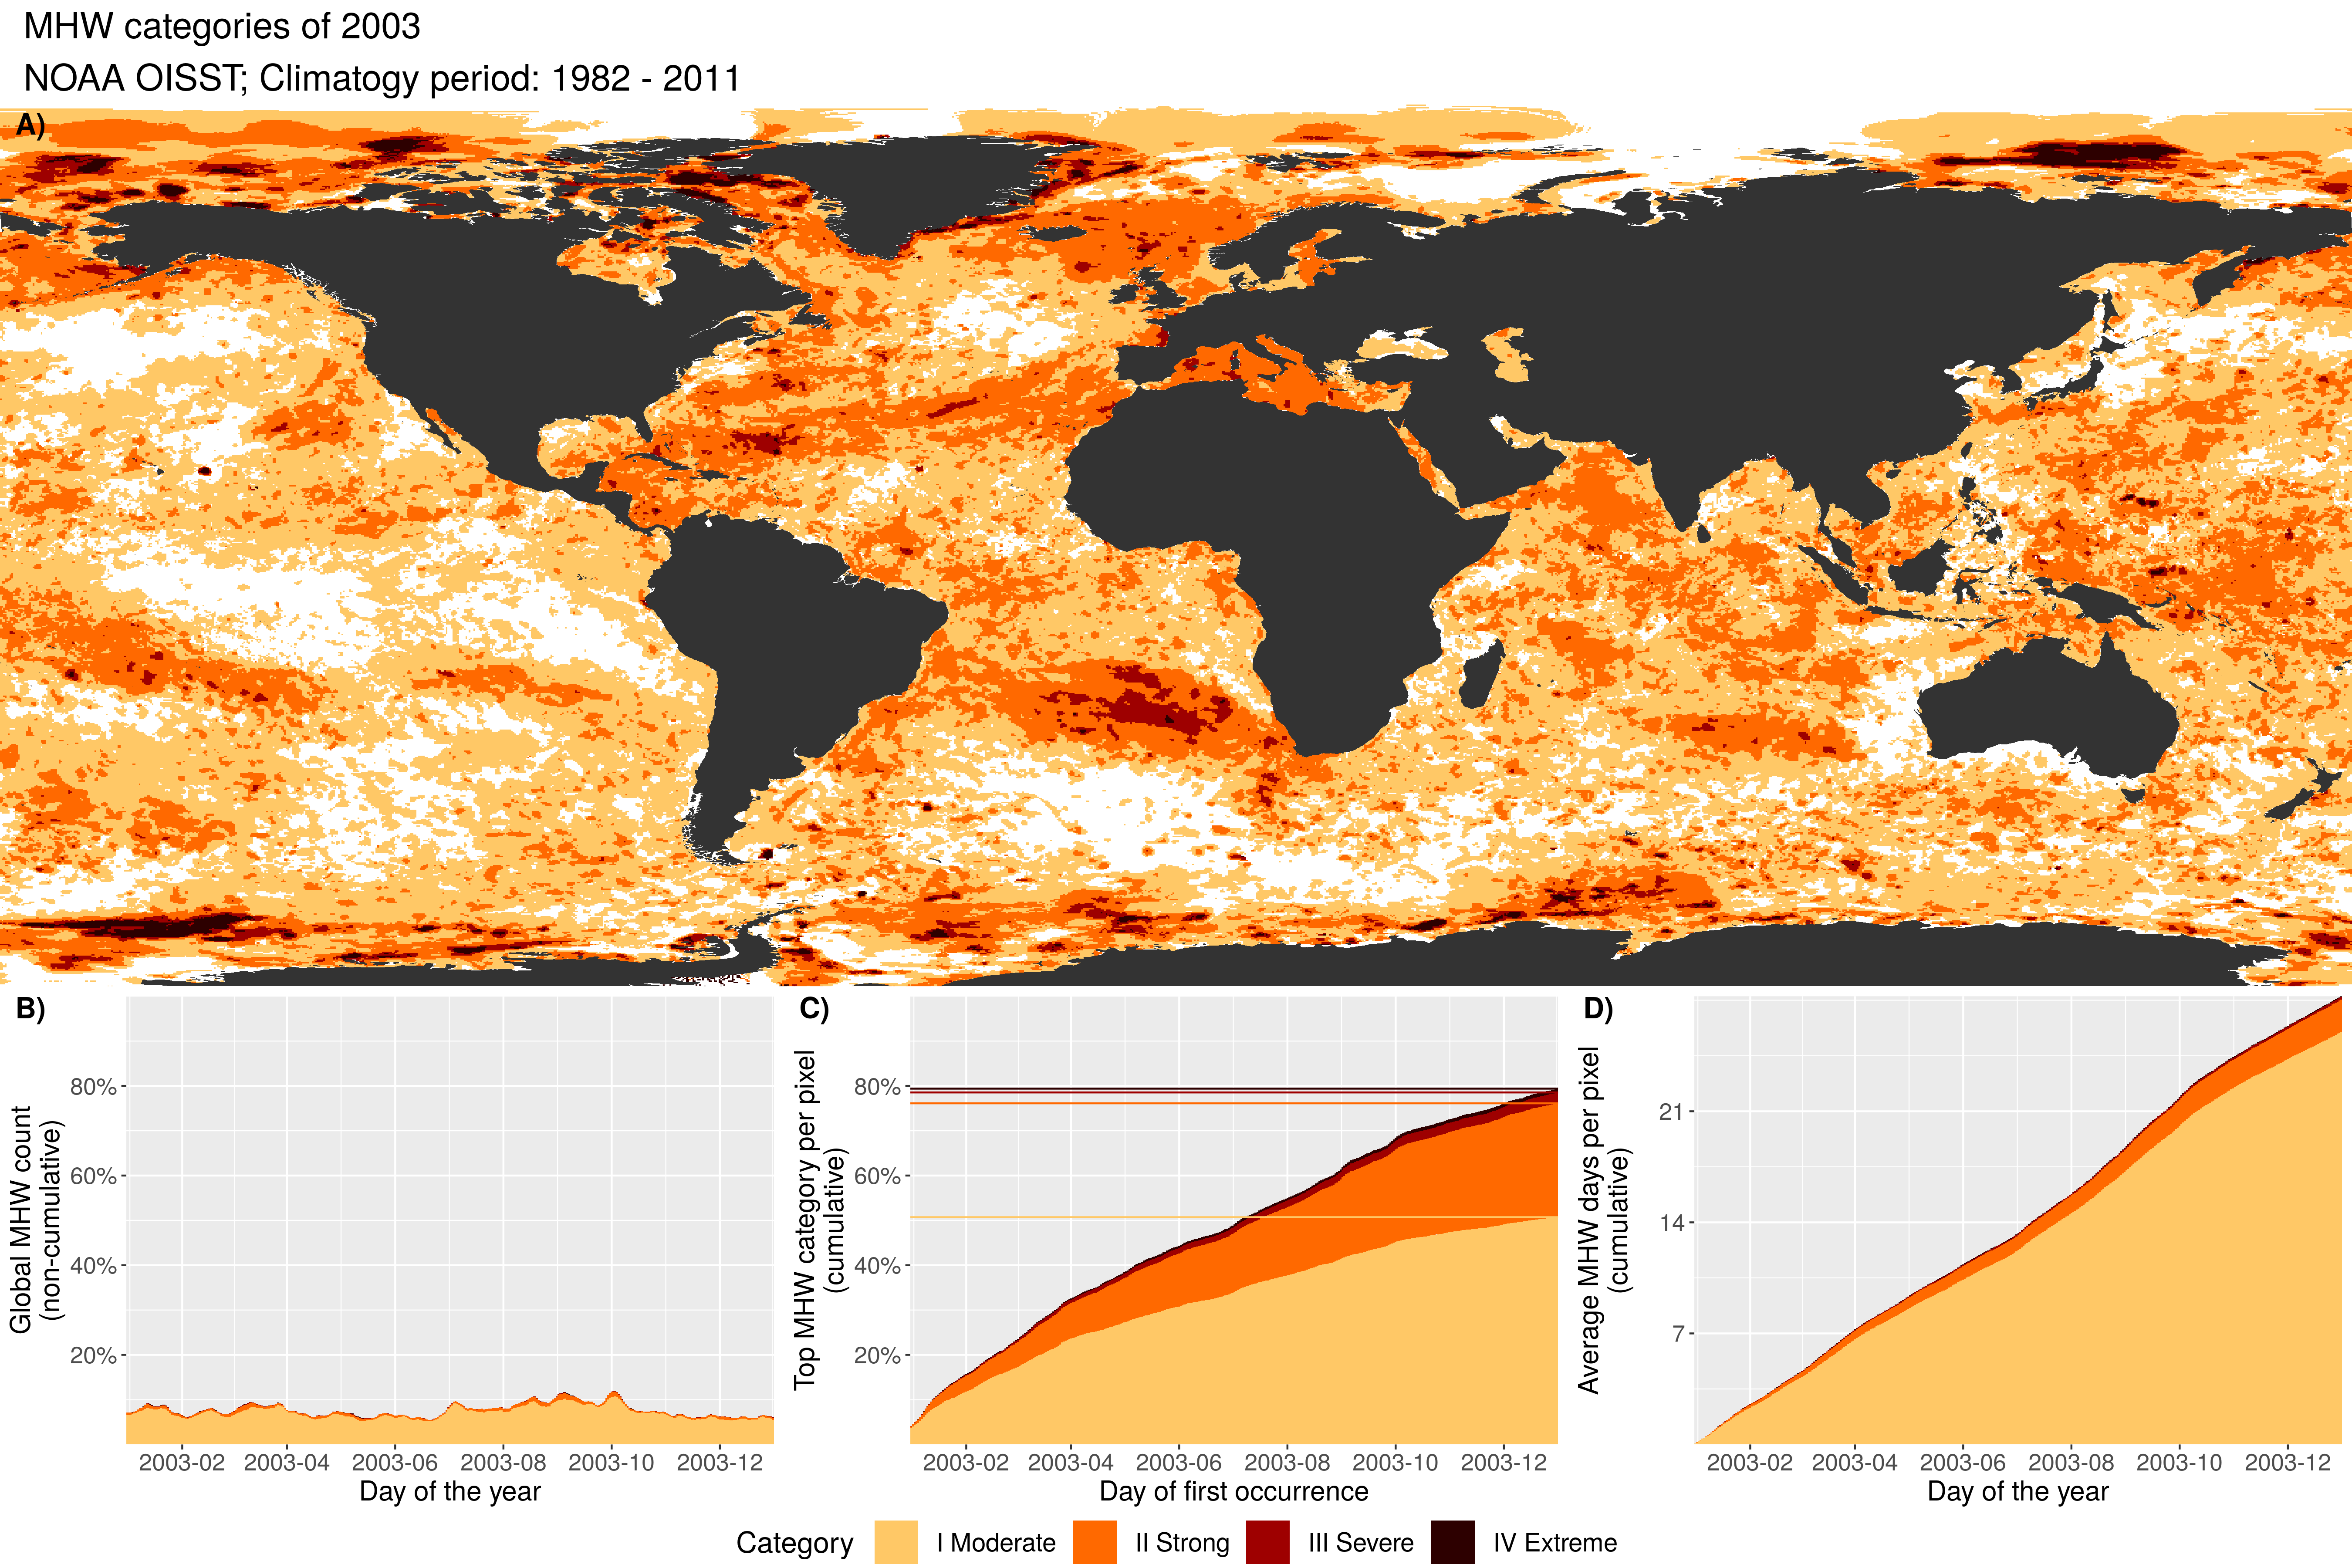 MHW categories of 2003
NOAA OISST; Climatogy period: 1982 - 2011
A)
B)
Global MHW count
(non-cumulative)
80%
60%
40%
20%
2003-02 2003-04 2003-06 2003-08 2003-10 2003-12
Day of the year
C)
Top MHW category per pixel
(cumulative)
80%
60%
40%
20%
2003-02 2003-04 2003-06 2003-08 2003-10 2003-12
Day of first occurrence
D)
Average MHW days per pixel
(cumulative)
21
14
7
2003-02 2003-04 2003-06 2003-08 2003-10 2003-12
Day of the year
Category I Moderate II Strong III Severe IV Extreme